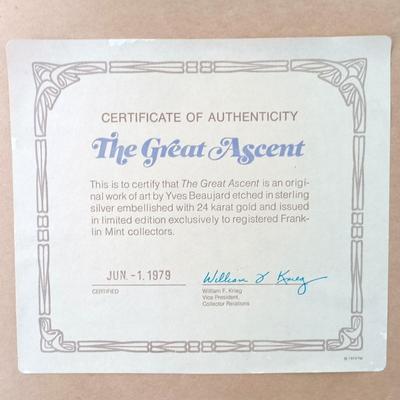 CERTIFICATE OF AUTHENTICITY
The Great Ascent
This is to certify that The Great Ascent is an origi-
nal work of art by Yves Beaujard etched in sterling
silver embellished with 24 karat gold and issued
in limited edition exclusively to registered Frank-
lin Mint collectors.
JUN -1. 1979
William F Krieg
CERTIFIED
William F. Krieg
Vice President,
Collector Relations